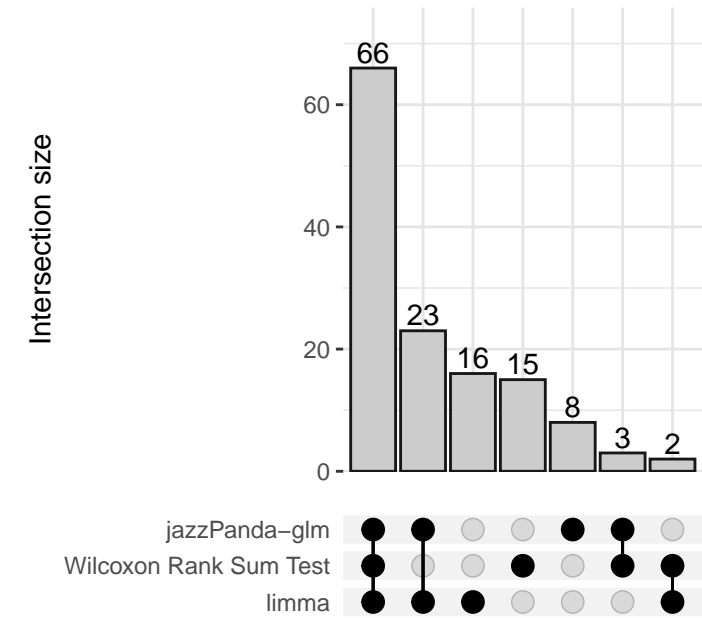 Intersection size
60
40
20
0
66
23
16
15
8
3
2
jazzPanda−glm
Wilcoxon Rank Sum Test
limma